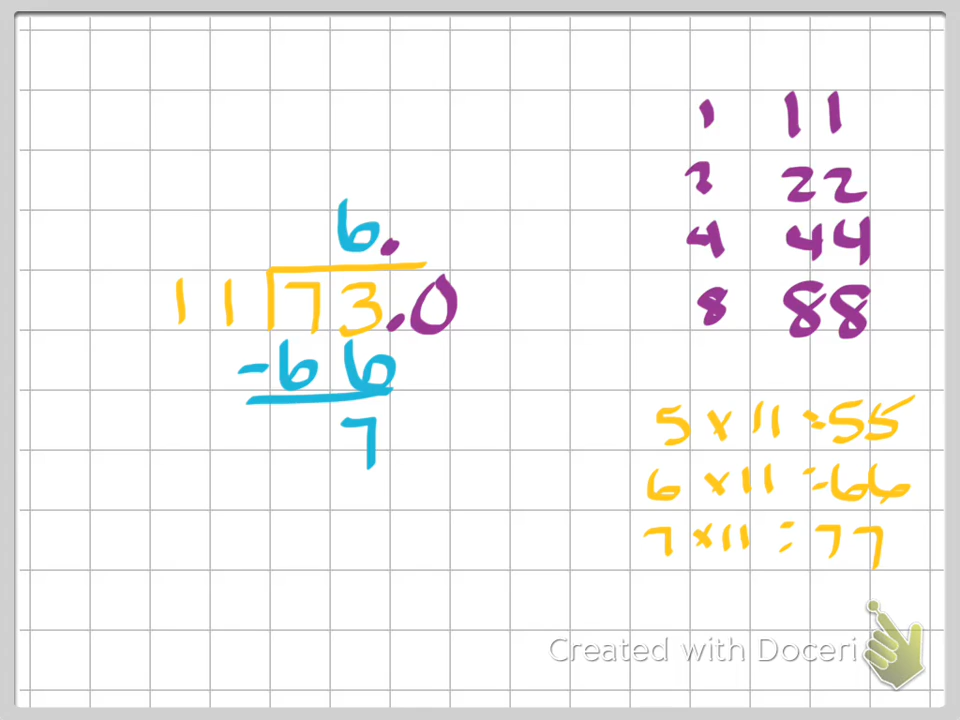 6.
11 73.0
-66
7
1 11
2 22
4 44
8 88
5 x 11 = 55
6 x 11 = 66
7 x 11 = 77
Created with Doceri